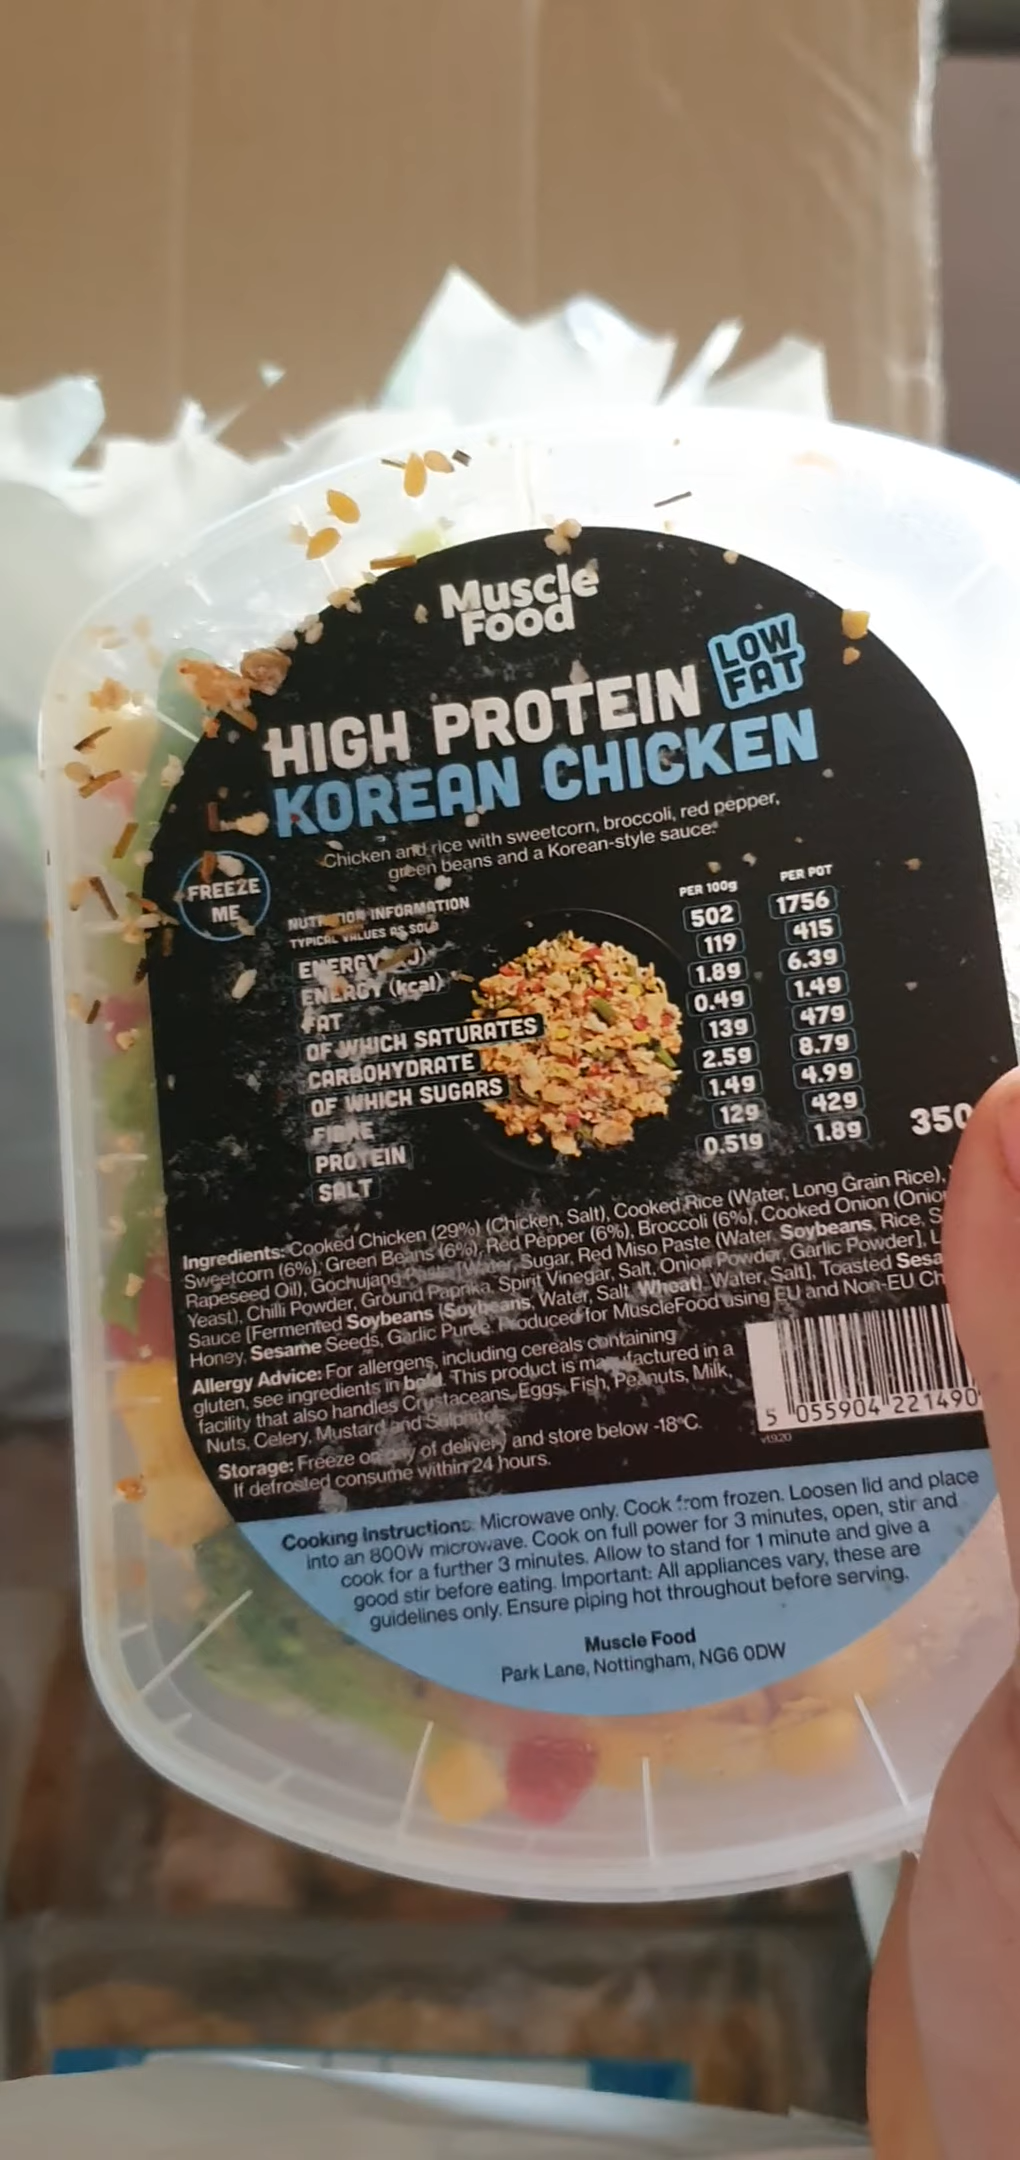 Muscle
Food
HIGH PROTEIN
LOW
FAT
KOREAN CHICKEN
Chicken and rice with sweetcorn, broccoli, red pepper,
green beans and a Korean-style sauce.
FREEZE
ME
NUTRITION INFORMATION
TYPICAL VALUES AS SOLD
PER 100g PER POT
ENERGY (kJ) 502 1756
ENERGY (kcal) 119 415
FAT 1.8g 6.3g
OF WHICH SATURATES 0.4g 1.4g
CARBOHYDRATE 13g 47g
OF WHICH SUGARS 2.5g 8.7g
FIBRE 1.4g 4.9g
PROTEIN 12g 42g
SALT 0.51g 1.8g
350
Ingredients: Cooked Chicken (29%) (Chicken, Salt), Cooked Rice (Water, Long Grain Rice),
Sweetcorn (6%), Green Beans (6%), Red Pepper (6%), Broccoli (6%), Cooked Onion (Onio
Rapeseed Oil), Gochujang Paste [Water, Sugar, Red Miso Paste (Water, Soybeans, Rice, S
Yeast), Chilli Powder, Ground Paprika, Spirit Vinegar, Salt, Onion Powder, Garlic Powder], L
Sauce [Fermented Soybeans (Soybeans, Water, Salt, Wheat), Water, Salt], Toasted Sesa
Honey, Sesame Seeds, Garlic Puree. Produced for MuscleFood using EU and Non-EU Ch
Allergy Advice: For allergens, including cereals containing
gluten, see ingredients in bold. This product is manufactured in a
facility that also handles Crustaceans, Eggs, Fish, Peanuts, Milk,
Nuts, Celery, Mustard and Sulphites.
Storage: Freeze on day of delivery and store below -18°C.
If defrosted consume within 24 hours.
5 055904 221490
v1920
Cooking Instructions: Microwave only. Cook from frozen. Loosen lid and place
into an 800W microwave. Cook on full power for 3 minutes, open, stir and
cook for a further 3 minutes. Allow to stand for 1 minute and give a
good stir before eating. Important: All appliances vary, these are
guidelines only. Ensure piping hot throughout before serving.
Muscle Food
Park Lane, Nottingham, NG6 0DW